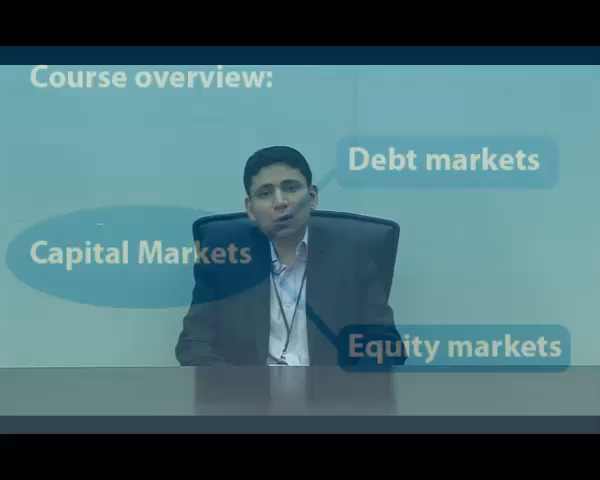 Course overview:
Debt markets
Capital Markets
Equity markets